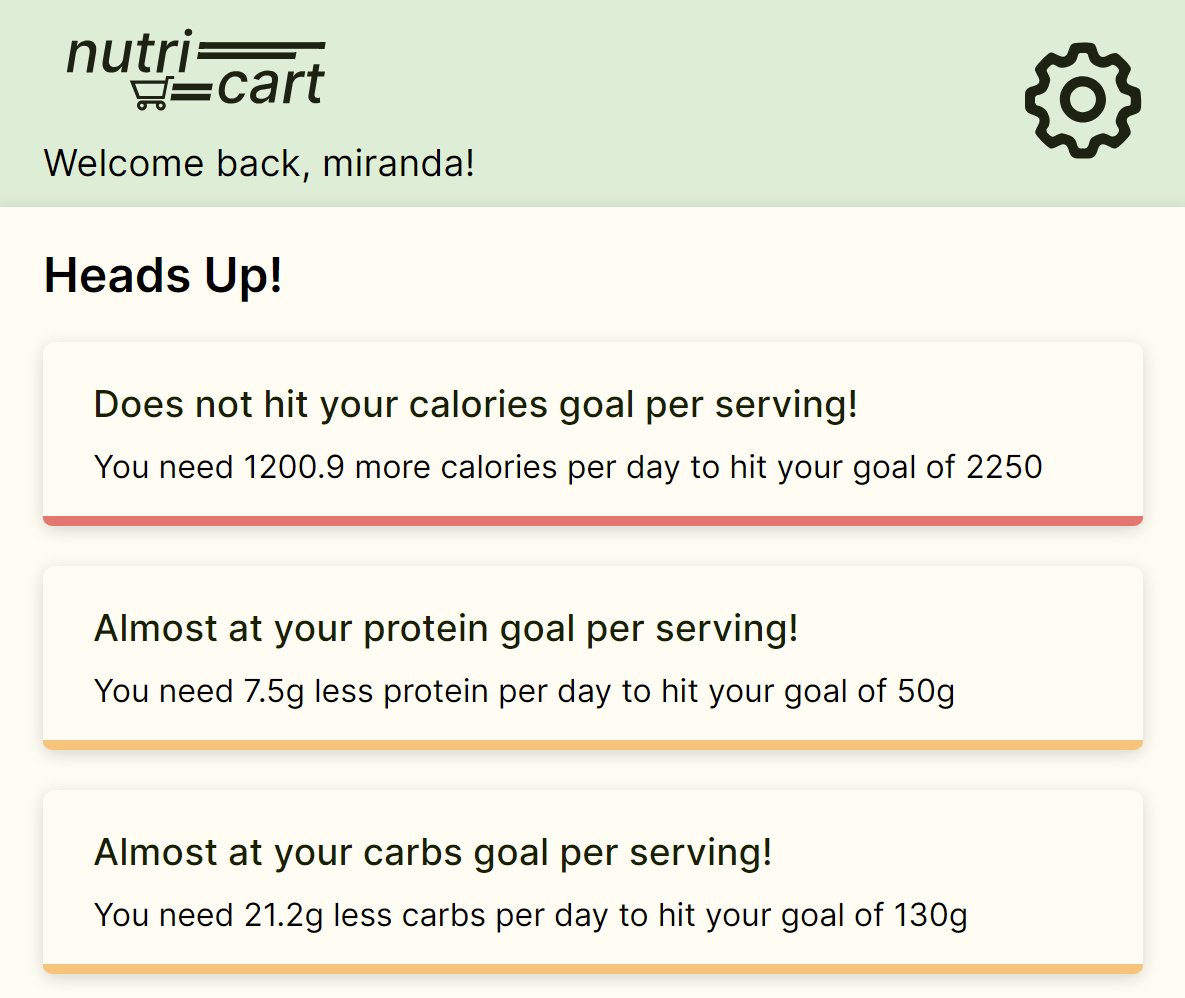 nutri
cart
Welcome back, miranda!
Heads Up!
Does not hit your calories goal per serving!
You need 1200.9 more calories per day to hit your goal of 2250
Almost at your protein goal per serving!
You need 7.5g less protein per day to hit your goal of 50g
Almost at your carbs goal per serving!
You need 21.2g less carbs per day to hit your goal of 130g